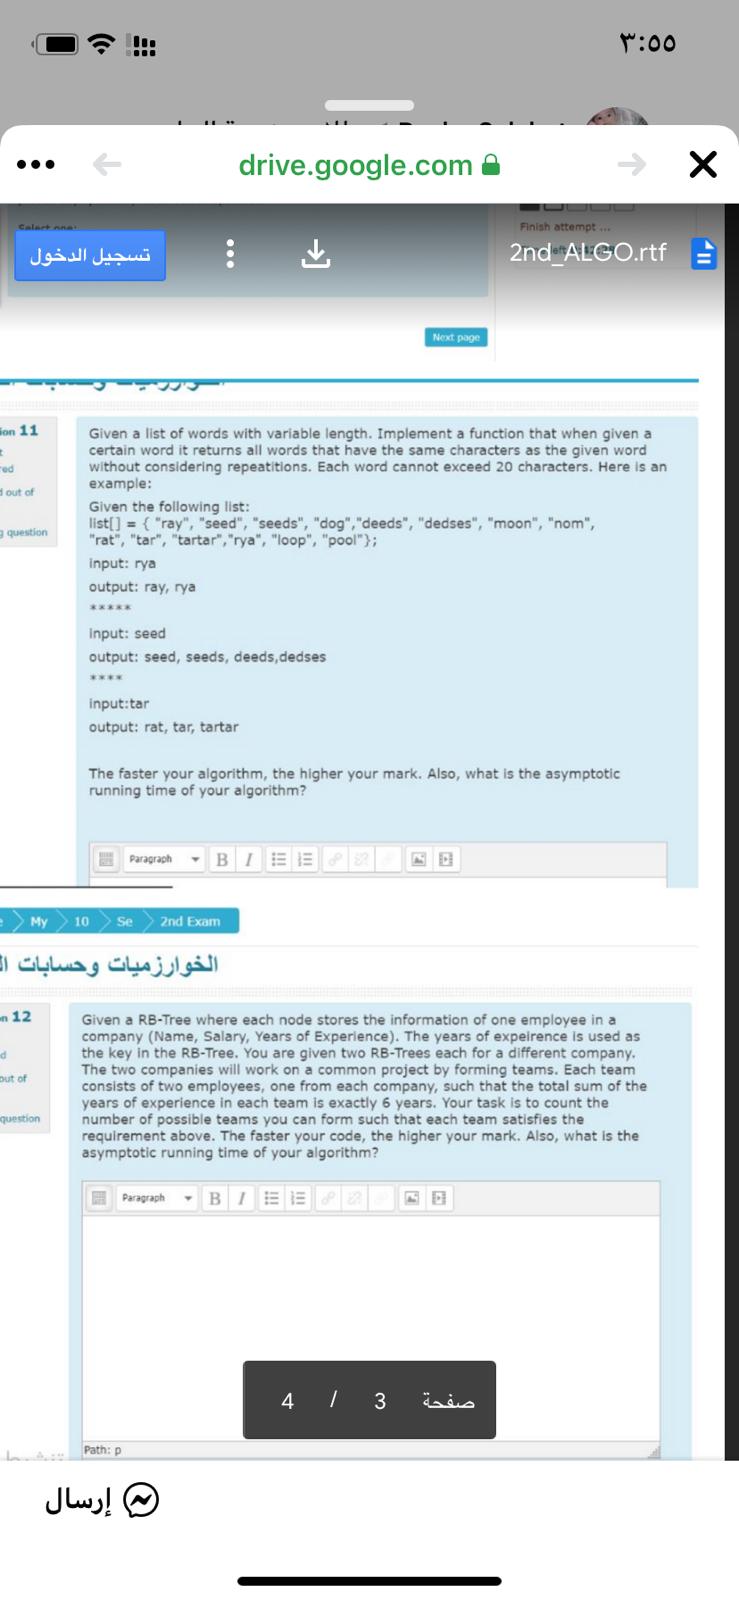 ٣:٥٥
drive.google.com
Select one:
Finish attempt ...
تسجيل الدخول
2nd_ALGO.rtf
Next page
ion 11
red
d out of
g question
Given a list of words with variable length. Implement a function that when given a
certain word it returns all words that have the same characters as the given word
without considering repeatitions. Each word cannot exceed 20 characters. Here is an
example:
Given the following list:
list[] = { "ray", "seed", "seeds", "dog","deeds", "dedses", "moon", "nom",
"rat", "tar", "tartar","rya", "loop", "pool"};
input: rya
output: ray, rya
*****
input: seed
output: seed, seeds, deeds,dedses
****
input:tar
output: rat, tar, tartar
The faster your algorithm, the higher your mark. Also, what is the asymptotic
running time of your algorithm?
Paragraph B I
My 10 Se 2nd Exam
الخوارزميات وحسابات ال
n 12
d
out of
question
Given a RB-Tree where each node stores the information of one employee in a
company (Name, Salary, Years of Experience). The years of expeirence is used as
the key in the RB-Tree. You are given two RB-Trees each for a different company.
The two companies will work on a common project by forming teams. Each team
consists of two employees, one from each company, such that the total sum of the
years of experience in each team is exactly 6 years. Your task is to count the
number of possible teams you can form such that each team satisfies the
requirement above. The faster your code, the higher your mark. Also, what is the
asymptotic running time of your algorithm?
Paragraph B I
صفحة 3 / 4
Path: p
إرسال